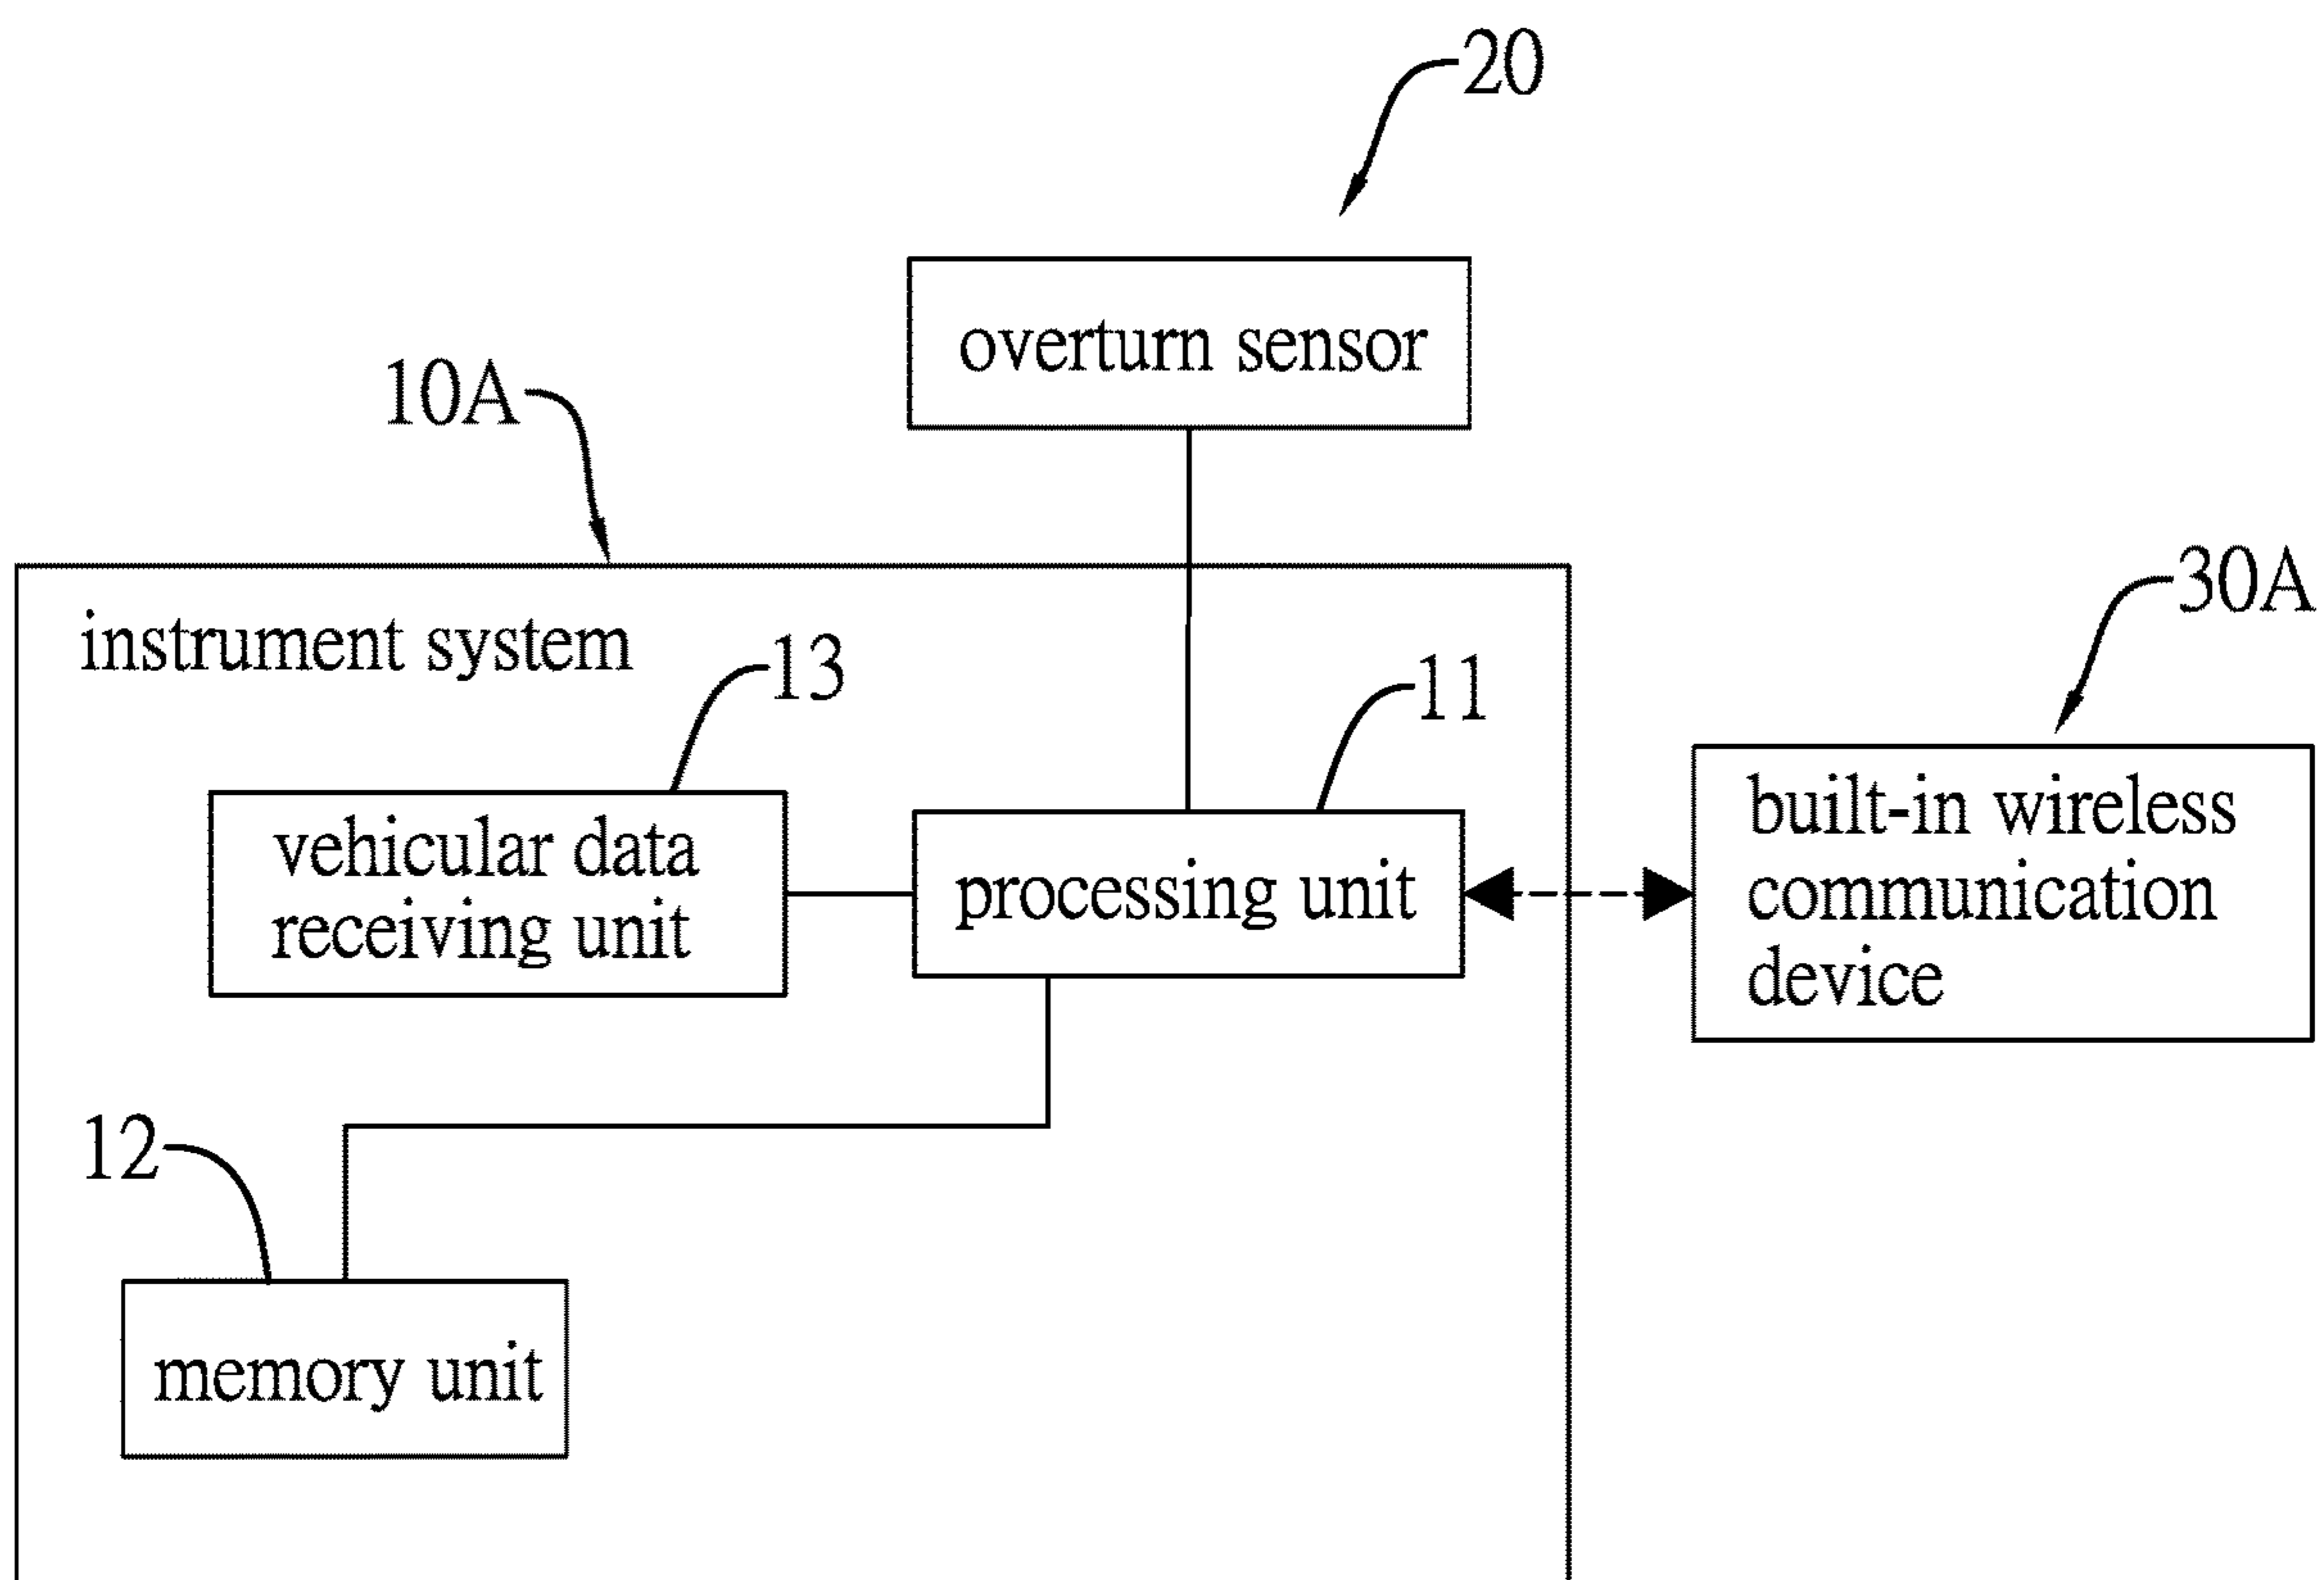 20
overturn sensor
10A
30A
instrument system
13
11
vehicular data
receiving unit
processing unit
built-in wireless
communication
device
12
memory unit